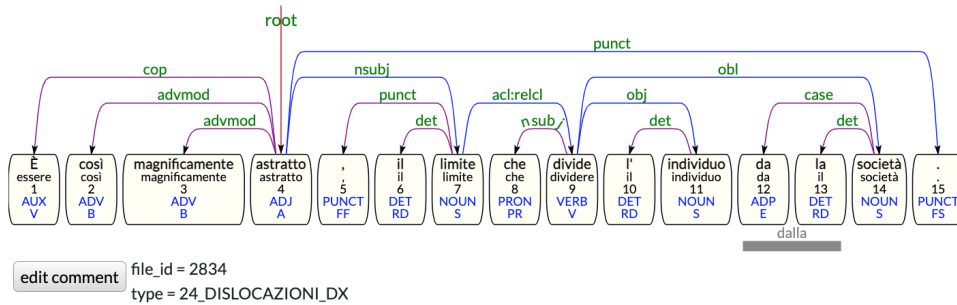 root
punct
cop nsubj obl
advmod punct acl:relcl obj case
advmod det nsubj det det
È così magnificamente astratto , il limite che divide l' individuo da la società .
essere così magnificamente astratto , il limite che dividere il individuo da il società .
1 2 3 4 5 6 7 8 9 10 11 12 13 14 15
AUX ADV ADV ADJ PUNCT DET NOUN PRON VERB DET NOUN ADP DET NOUN PUNCT
V B B A FF RD S PR V RD S E RD S FS
dalla
edit comment file_id = 2834
type = 24_DISLOCAZIONI_DX